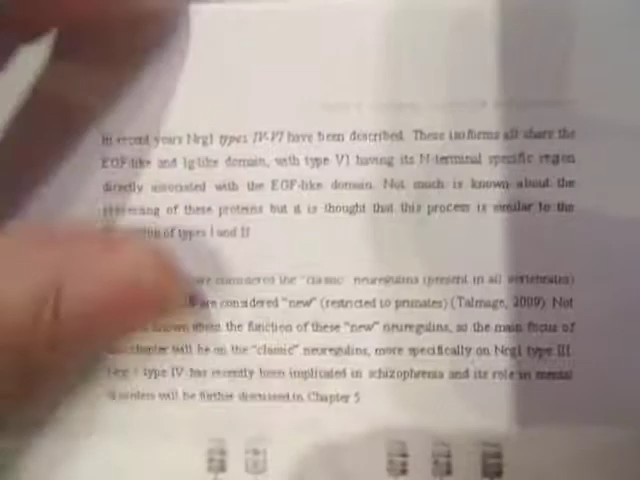 In recent years Nrg1 types IV-VI have been described. These isoforms all share the
EGF-like and Ig-like domain, with type VI having its N-terminal specific region
directly associated with the EGF-like domain. Not much is known about the
processing of these proteins but it is thought that this process is similar to the
of types I and II
are considered the "classic" neuregulins (present in all vertebrates)
are considered "new" (restricted to primates) (Talmage, 2009). Not
known about the function of these "new" neuregulins, so the main focus of
chapter will be on the "classic" neuregulins, more specifically on Nrg1 type III.
Nrg1 type IV has recently been implicated in schizophrenia and its role in mental
disorders will be further discussed in Chapter 5